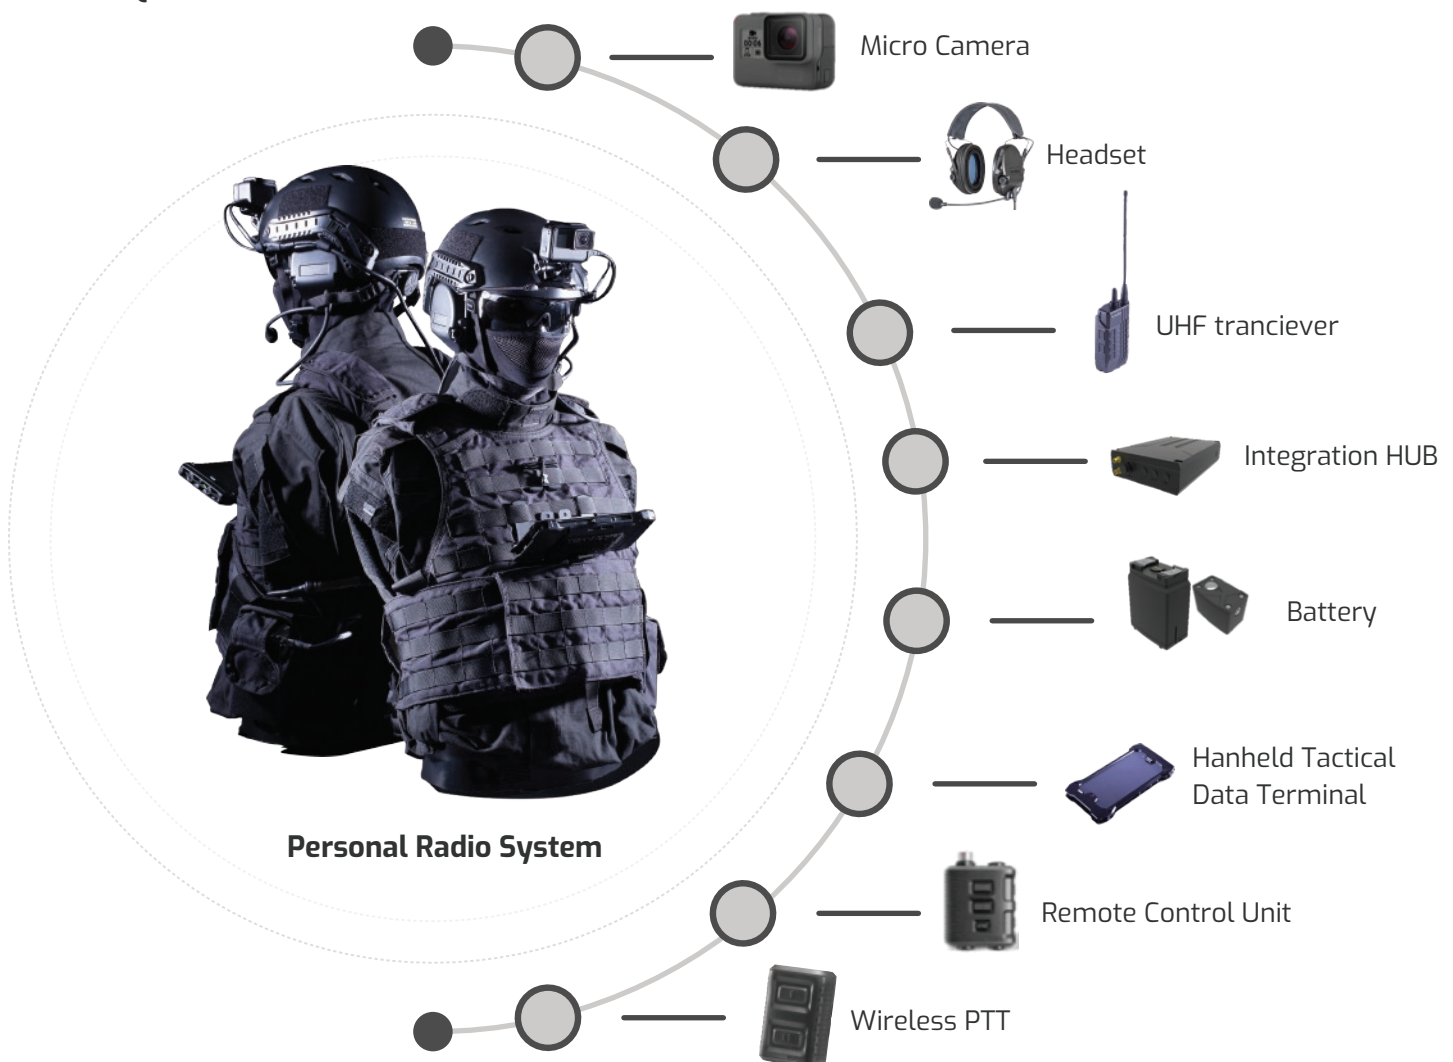 Micro Camera
Headset
UHF tranciever
Integration HUB
Battery
Hanheld Tactical
Data Terminal
Personal Radio System
Remote Control Unit
Wireless PTT